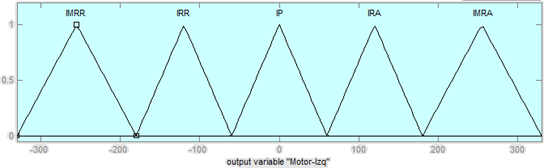 IMRR IRR IP IRA IMRA
1
0.5
0
-300 -200 -100 0 100 200 300
output variable "Motor-Izq"